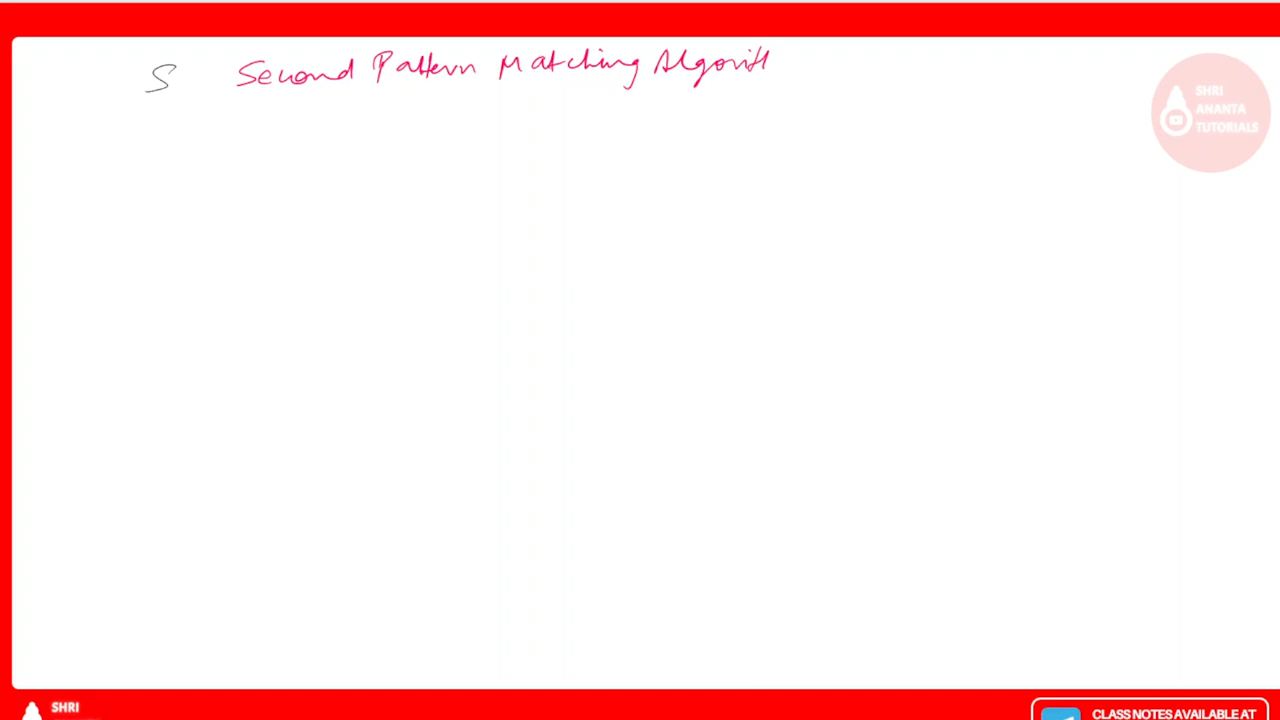 S Second Pattern Matching Algorith
SHRI
ANANTA
TUTORIALS
SHRI
CLASS NOTES AVAILABLE AT